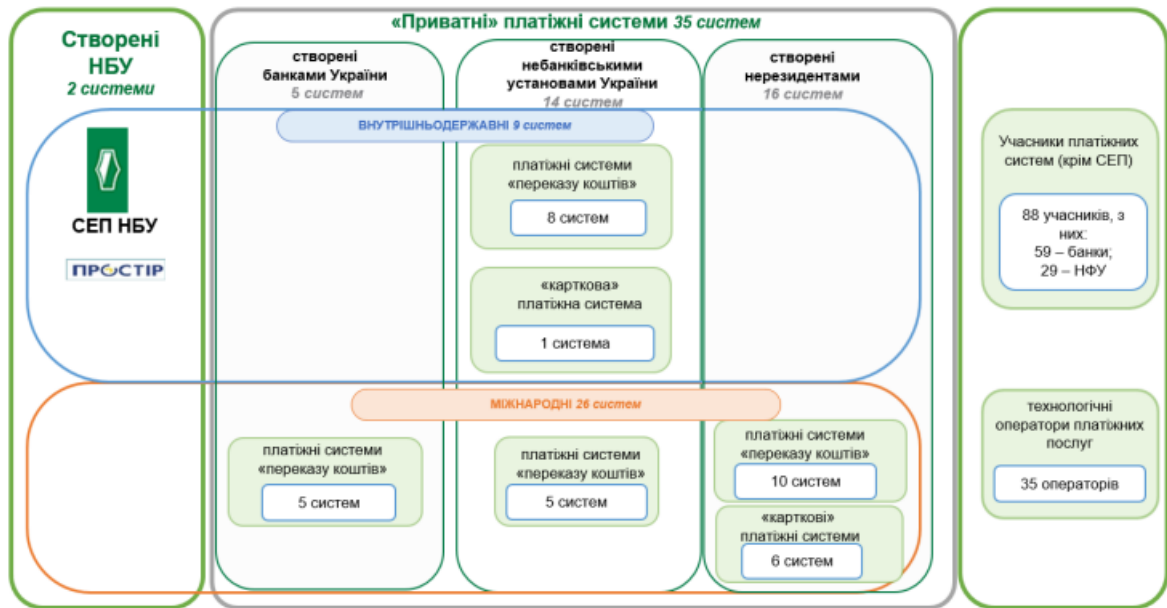 Створені
НБУ
2 системи
СЕП НБУ
ПРОСТІР
«Приватні» платіжні системи 35 систем
створені
банками України
5 систем
створені
небанківськими
установами України
14 систем
створені
нерезидентами
16 систем
ВНУТРІШНЬОДЕРЖАВНІ 9 систем
платіжні системи
«переказу коштів»
8 систем
«карткова»
платіжна система
1 система
МІЖНАРОДНІ 26 систем
платіжні системи
«переказу коштів»
5 систем
платіжні системи
«переказу коштів»
5 систем
платіжні системи
«переказу коштів»
10 систем
«карткові»
платіжні системи
6 систем
Учасники платіжних
систем (крім СЕП)
88 учасників, з
них:
59 – банки;
29 – НФУ
технологічні
оператори платіжних
послуг
35 операторів